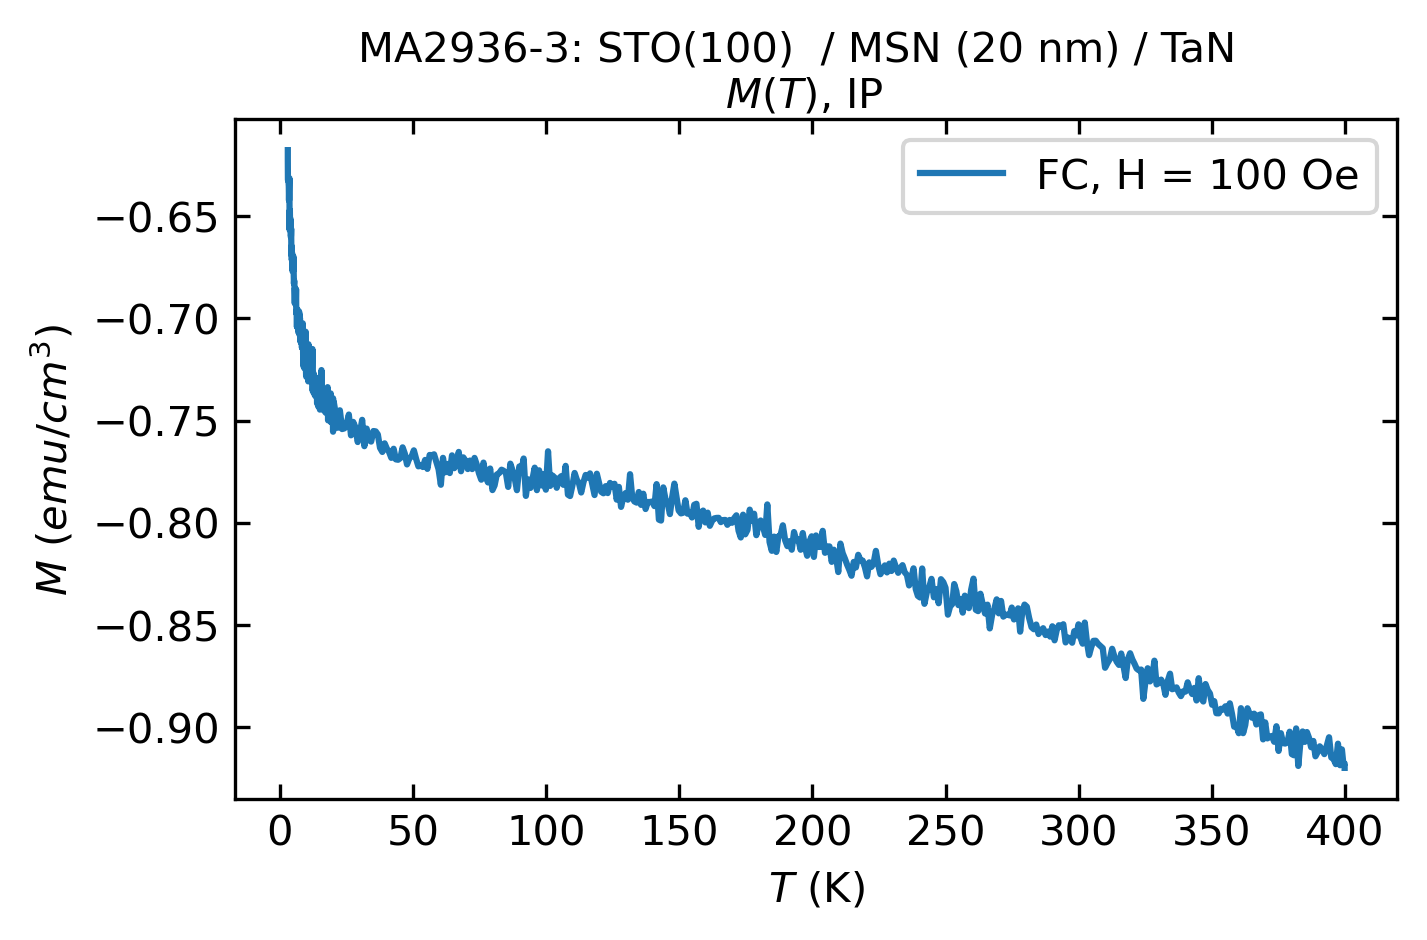 MA2936-3: STO(100)  / MSN (20 nm) / TaN
M(T), IP
FC, H = 100 Oe
−0.65
−0.70
−0.75
−0.80
−0.85
−0.90
M (emu/cm³)
0 50 100 150 200 250 300 350 400
T (K)